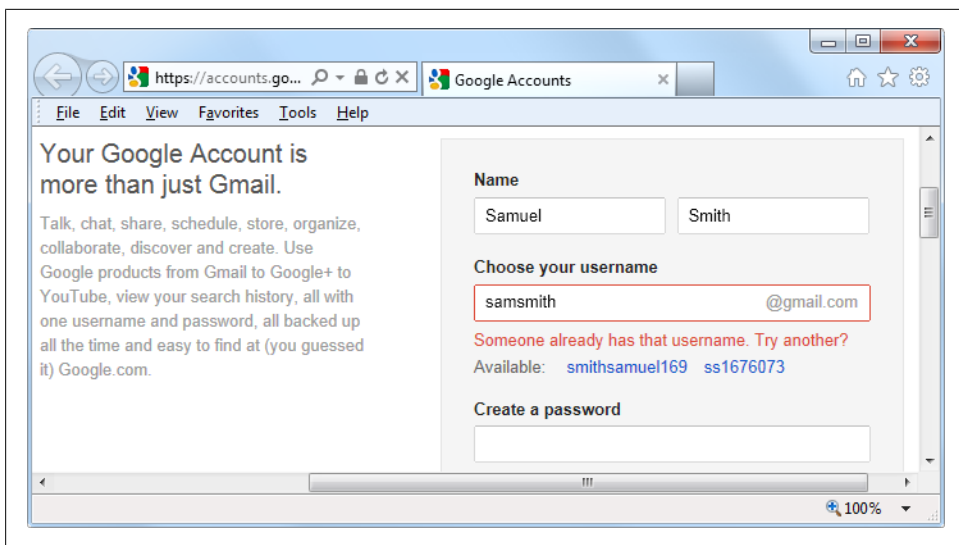 https://accounts.go...
Google Accounts
File Edit View Favorites Tools Help
Your Google Account is
more than just Gmail.
Talk, chat, share, schedule, store, organize,
collaborate, discover and create. Use
Google products from Gmail to Google+ to
YouTube, view your search history, all with
one username and password, all backed up
all the time and easy to find at (you guessed
it) Google.com.
Name
Samuel Smith
Choose your username
samsmith @gmail.com
Someone already has that username. Try another?
Available: smithsamuel169 ss1676073
Create a password
100%